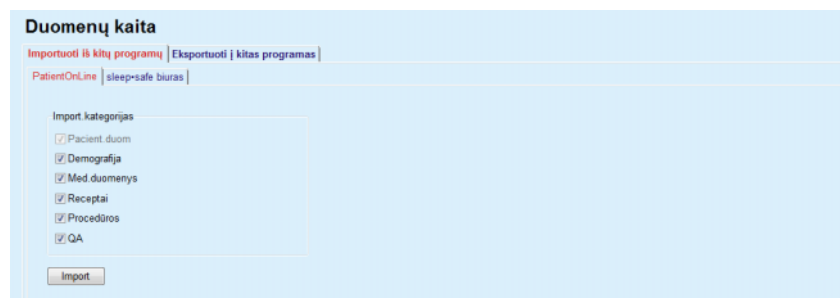 Duomenų kaita
Importuoti iš kitų programų Eksportuoti į kitas programas
PatientOnLine sleep•safe biuras
Import.kategorijas
Pacient.duom
Demografija
Med.duomenys
Receptai
Procedūros
QA
Import